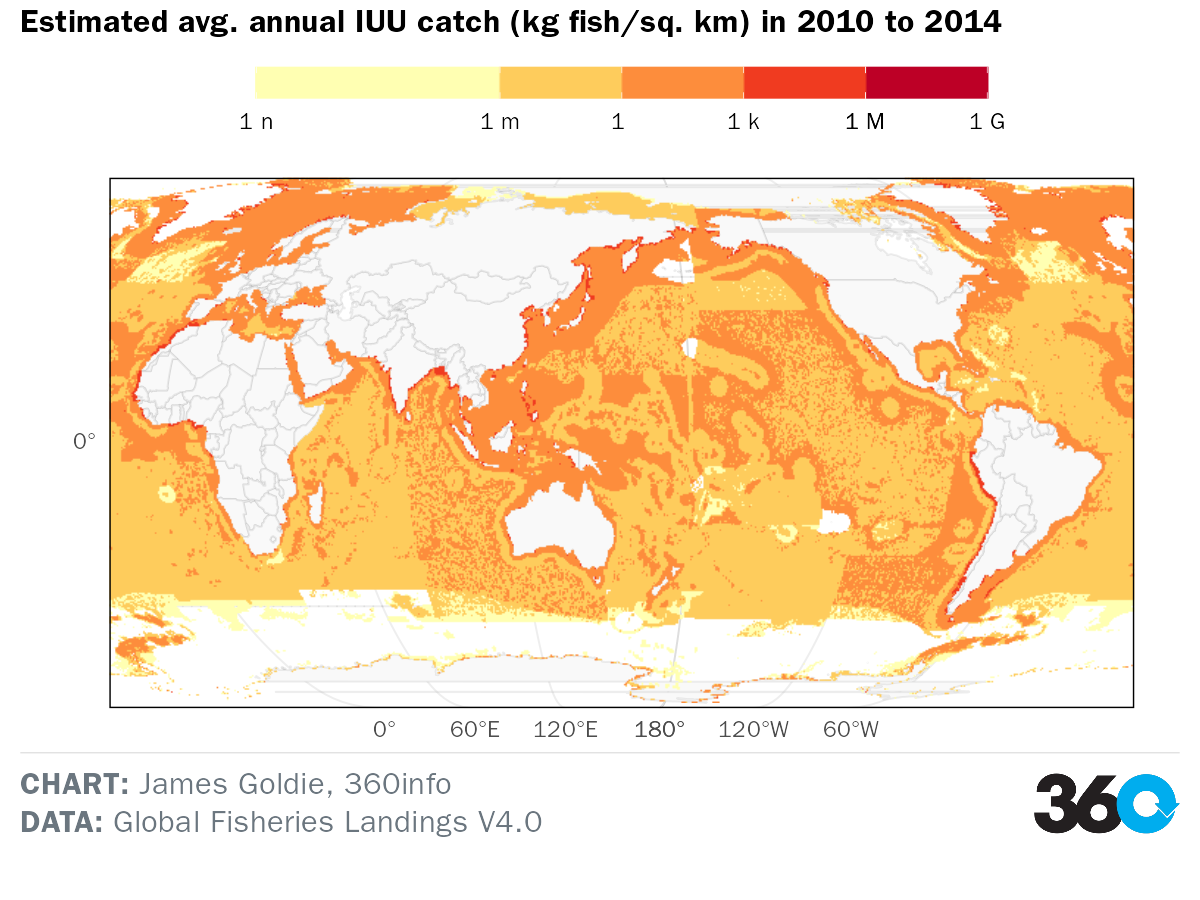 Estimated avg. annual IUU catch (kg fish/sq. km) in 2010 to 2014
1 n 1 m 1 1 k 1 M 1 G
0°
0° 60°E 120°E 180° 120°W 60°W
CHART: James Goldie, 360info
DATA: Global Fisheries Landings V4.0
360